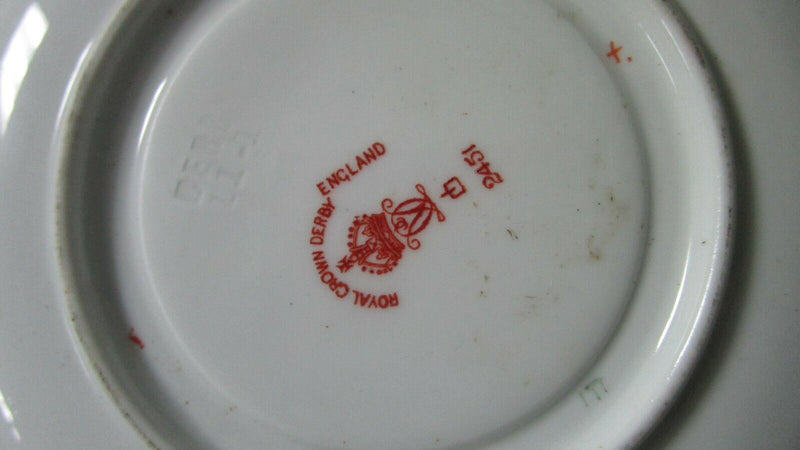 ROYAL CROWN DERBY ENGLAND
2451